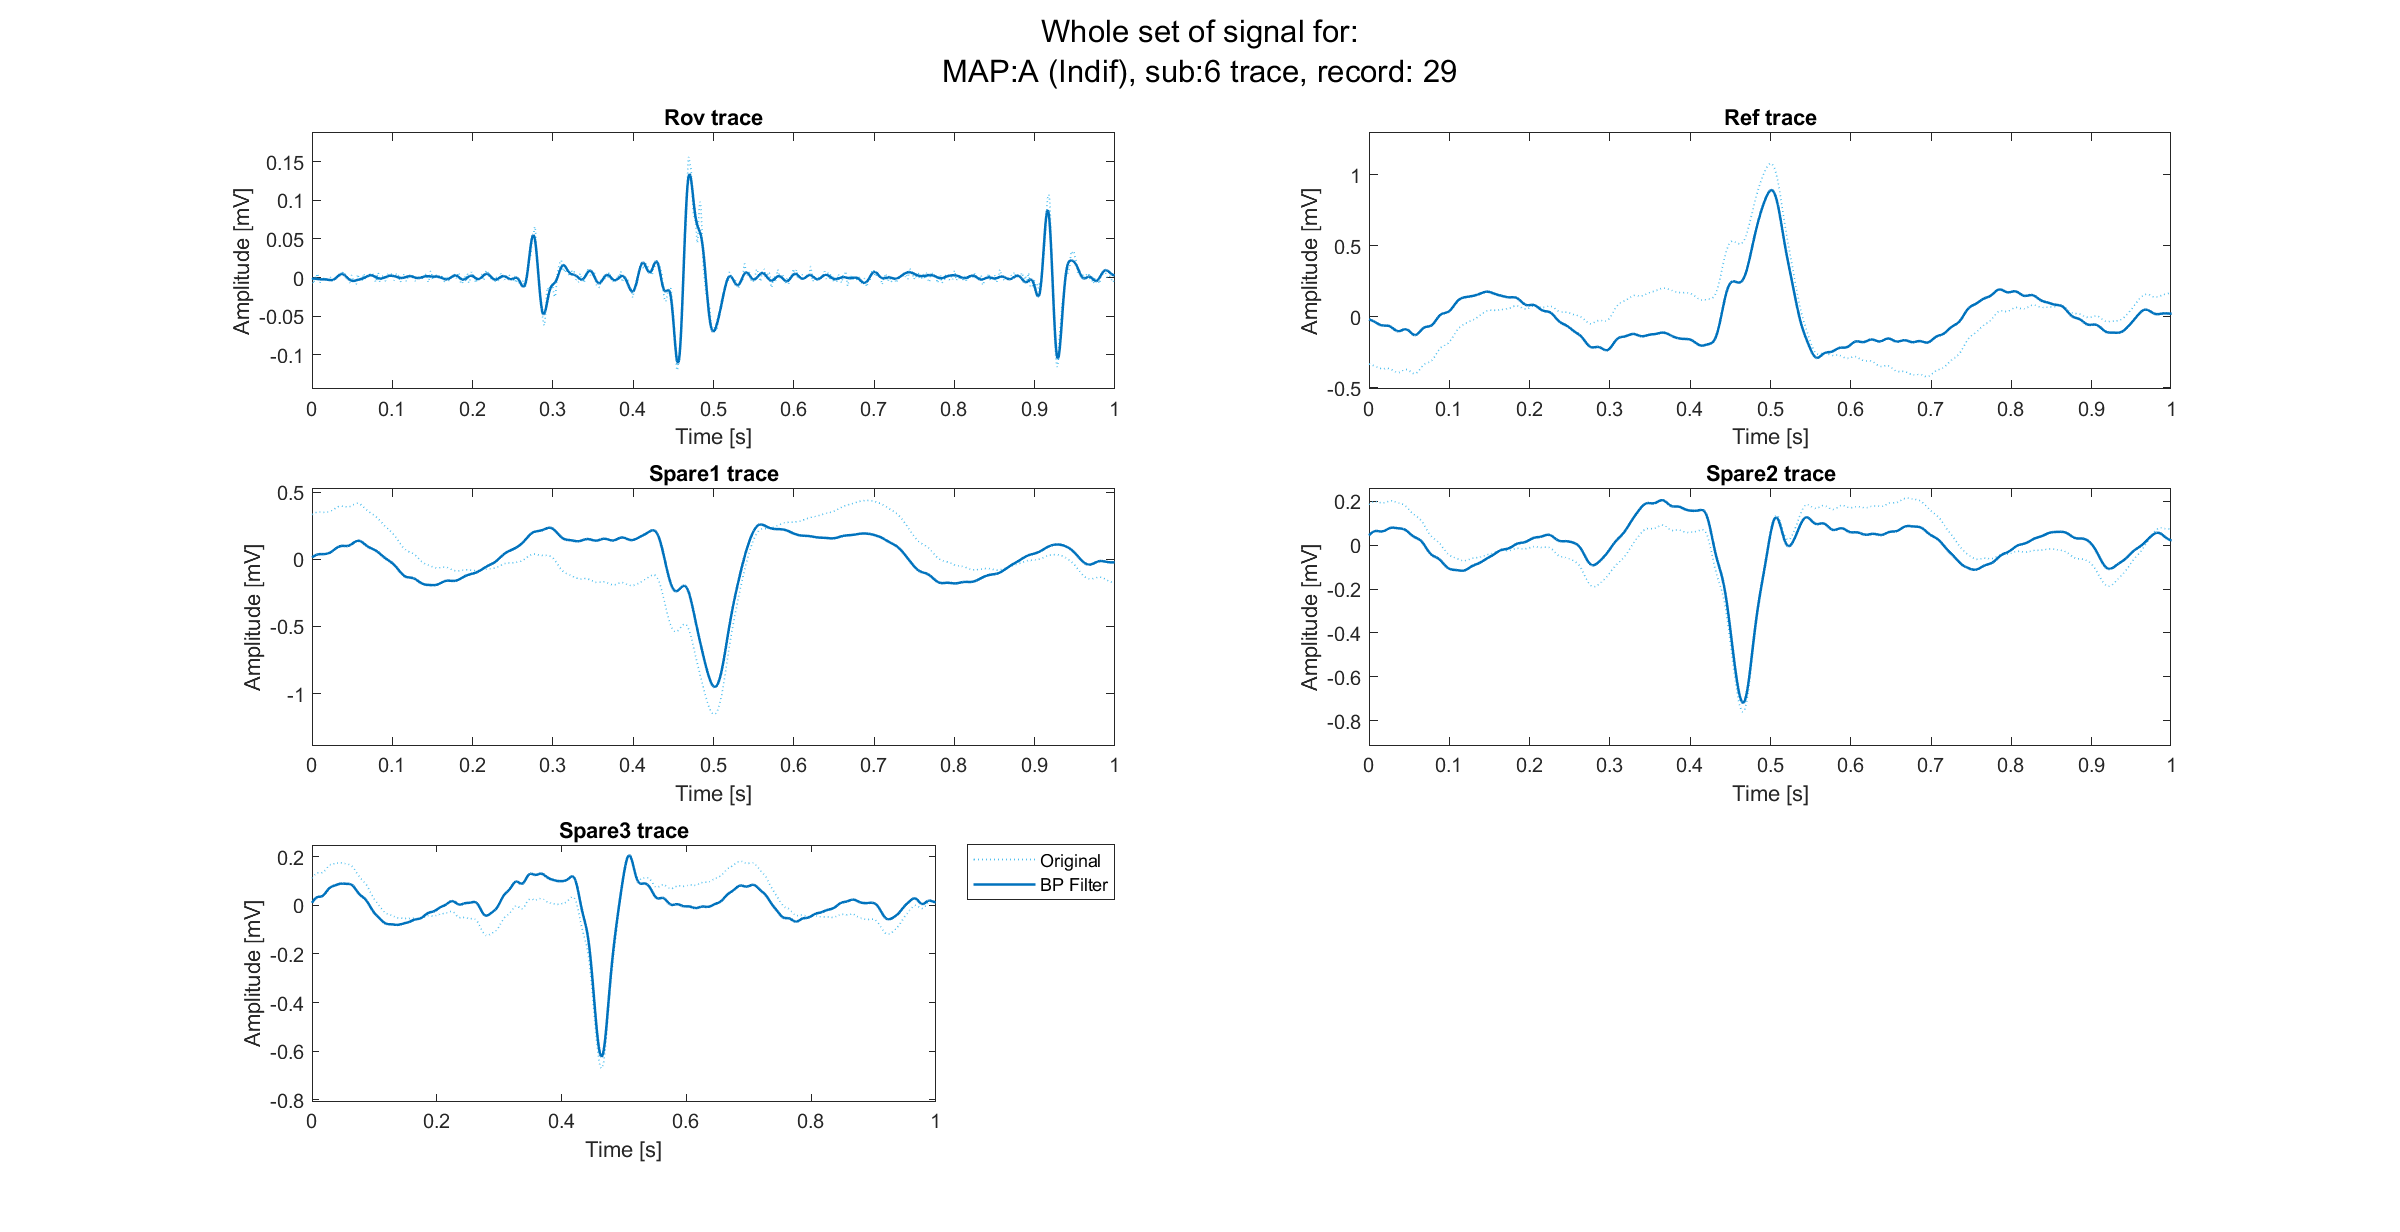 Whole set of signal for:
MAP:A (Indif), sub:6 trace, record: 29
Rov trace
0.15
0.1
0.05
0
-0.05
-0.1
Amplitude [mV]
0 0.1 0.2 0.3 0.4 0.5 0.6 0.7 0.8 0.9 1
Time [s]
Ref trace
1
0.5
0
-0.5
Amplitude [mV]
0 0.1 0.2 0.3 0.4 0.5 0.6 0.7 0.8 0.9 1
Time [s]
Spare1 trace
0.5
0
-0.5
-1
Amplitude [mV]
0 0.1 0.2 0.3 0.4 0.5 0.6 0.7 0.8 0.9 1
Time [s]
Spare2 trace
0.2
0
-0.2
-0.4
-0.6
-0.8
Amplitude [mV]
0 0.1 0.2 0.3 0.4 0.5 0.6 0.7 0.8 0.9 1
Time [s]
Spare3 trace
0.2
0
-0.2
-0.4
-0.6
-0.8
Amplitude [mV]
0 0.2 0.4 0.6 0.8 1
Time [s]
Original
BP Filter